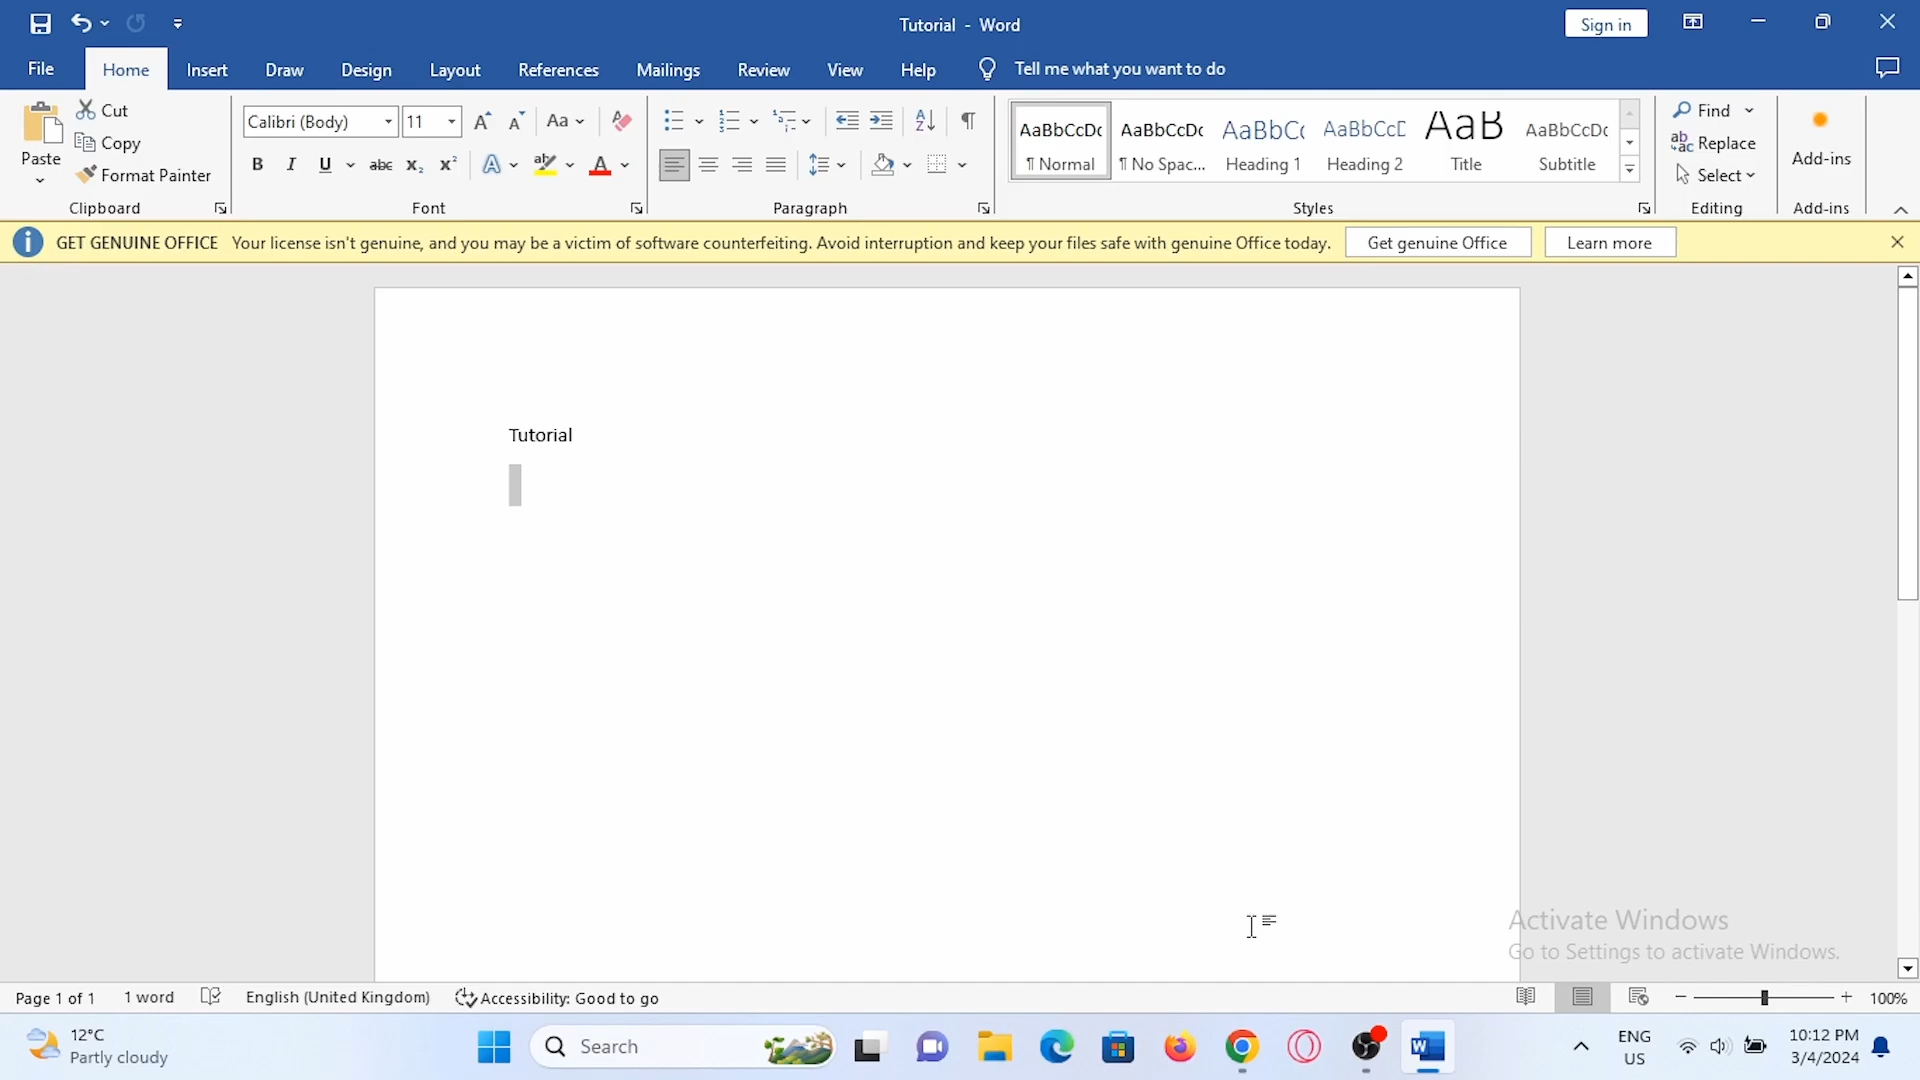 Tutorial - Word
Sign in
File Home Insert Draw Design Layout References Mailings Review View Help Tell me what you want to do
Paste
Cut
Copy
Format Painter
Clipboard
Calibri (Body) 11 Aa
B I U abc x₂ x² A A
Font
Paragraph
AaBbCcDc AaBbCcDc AaBbCc AaBbCcD AaB AaBbCcDc
¶ Normal ¶ No Spac... Heading 1 Heading 2 Title Subtitle
Styles
Find
Replace
Select
Editing
Add-ins
Add-ins
GET GENUINE OFFICE Your license isn't genuine, and you may be a victim of software counterfeiting. Avoid interruption and keep your files safe with genuine Office today. Get genuine Office Learn more
Tutorial
Activate Windows
Go to Settings to activate Windows.
Page 1 of 1 1 word English (United Kingdom) Accessibility: Good to go 100%
12°C
Partly cloudy
Search
ENG
US
10:12 PM
3/4/2024